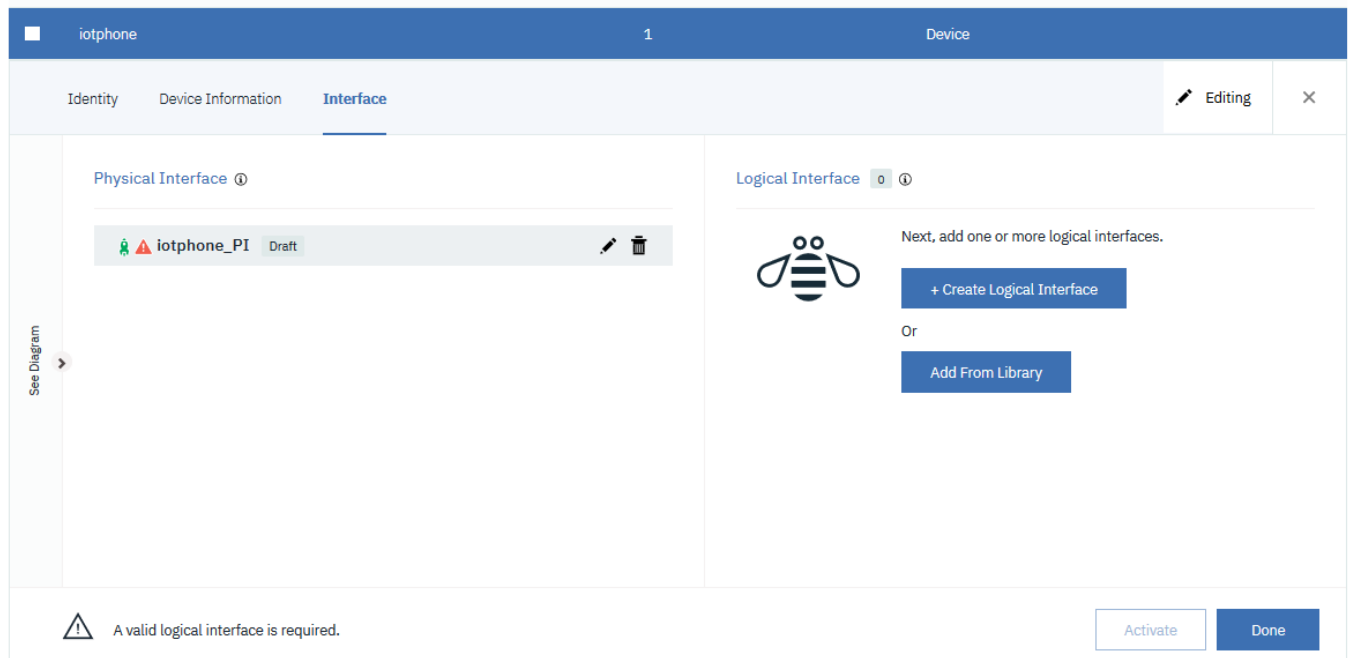 iotphone 1 Device
Identity Device Information Interface Editing
Physical Interface
Logical Interface 0
iotphone_PI Draft
Next, add one or more logical interfaces.
+ Create Logical Interface
Or
Add From Library
See Diagram
A valid logical interface is required.
Activate Done